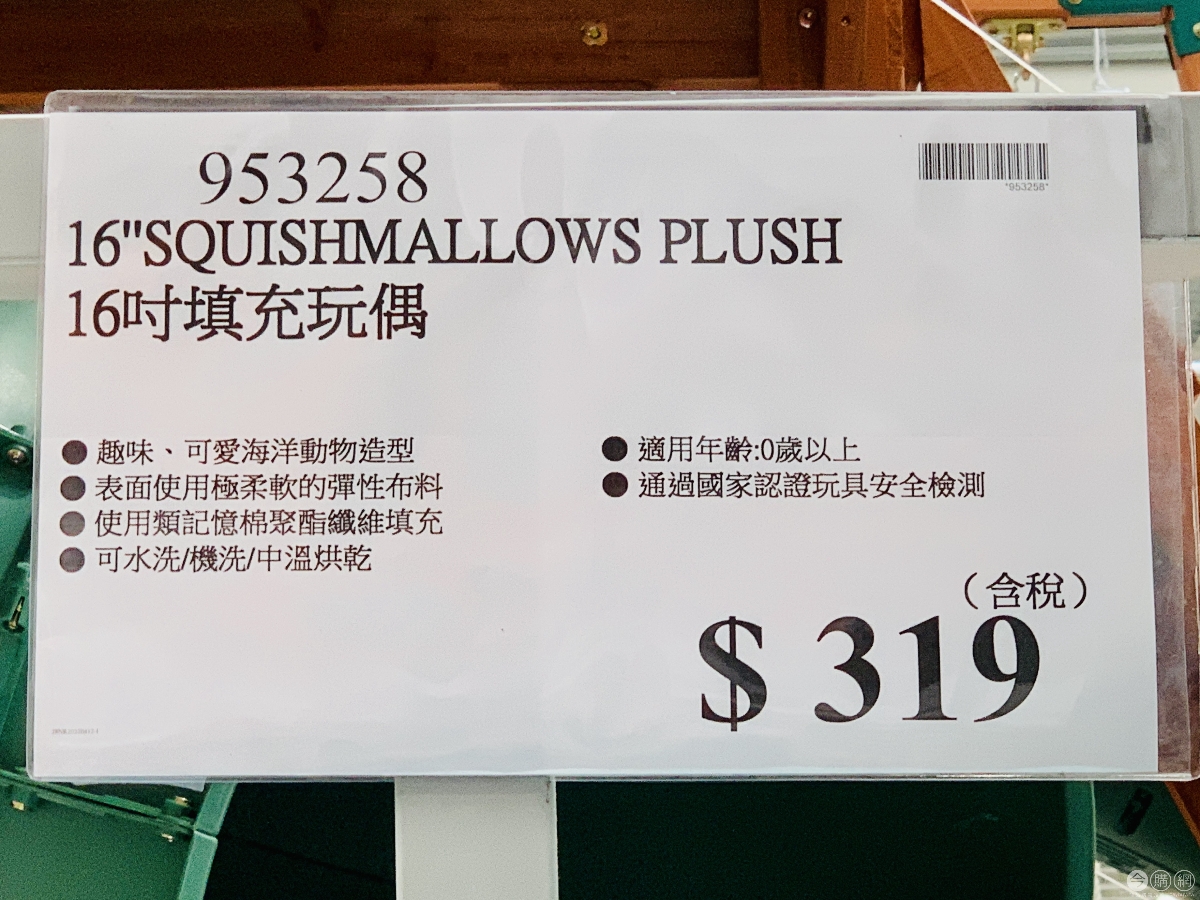 953258
*953258*
16"SQUISHMALLOWS PLUSH
16吋填充玩偶
● 趣味、可愛海洋動物造型
● 表面使用極柔軟的彈性布料
● 使用類記憶棉聚酯纖維填充
● 可水洗/機洗/中溫烘乾
● 適用年齡:0歲以上
● 通過國家認證玩具安全檢測
(含稅)
$ 319
今購網